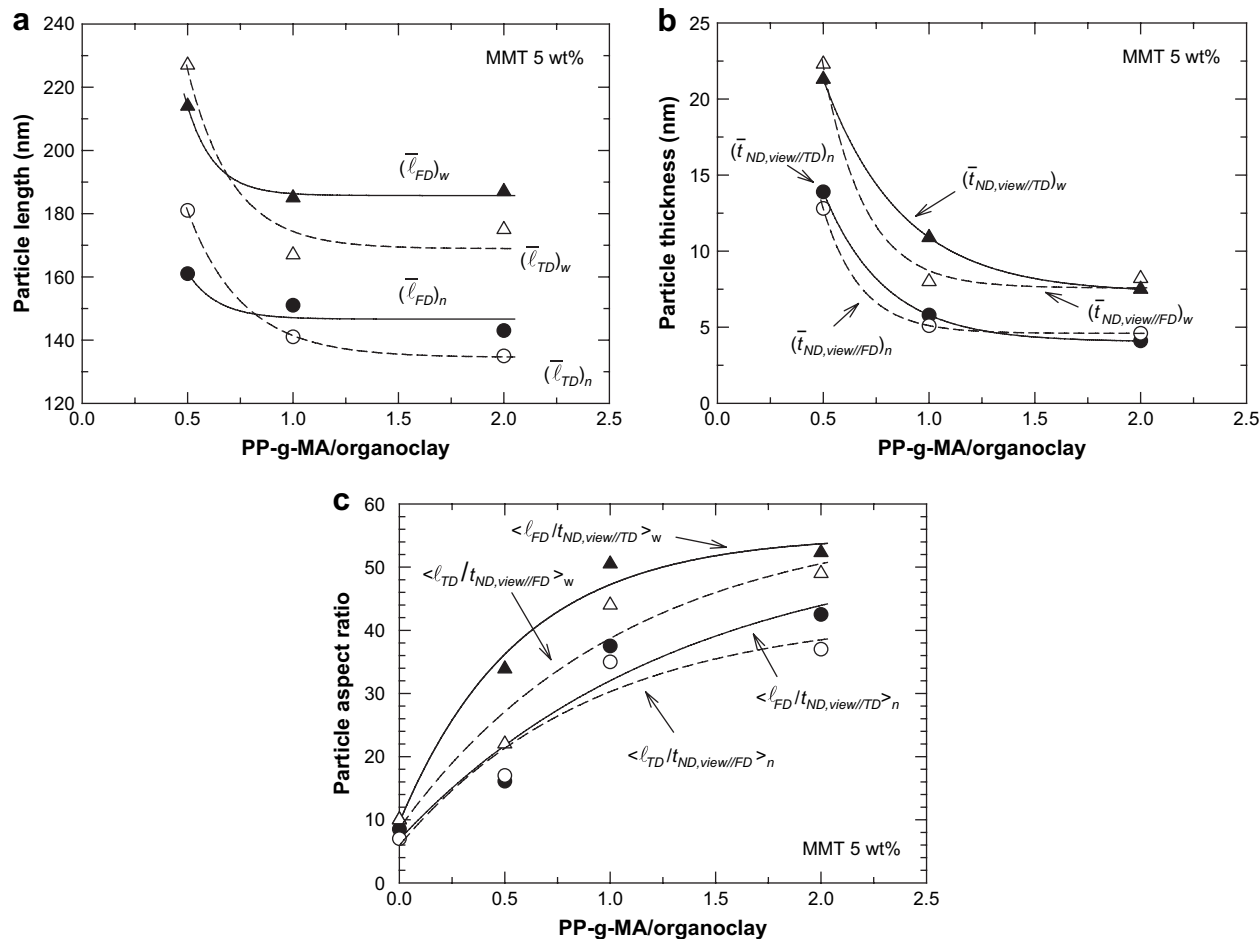 a
240
220
200
180
160
140
120
Particle length (nm)
MMT 5 wt%
(ℓ̅FD)w
(ℓ̅TD)w
(ℓ̅FD)n
(ℓ̅TD)n
0.0 0.5 1.0 1.5 2.0 2.5
PP-g-MA/organoclay
b
25
20
15
10
5
0
Particle thickness (nm)
MMT 5 wt%
(t̅ND,view//TD)n
(t̅ND,view//TD)w
(t̅ND,view//FD)w
(t̅ND,view//FD)n
0.0 0.5 1.0 1.5 2.0 2.5
PP-g-MA/organoclay
c
60
50
40
30
20
10
0
Particle aspect ratio
<ℓFD/tND,view//TD>w
<ℓTD/tND,view//FD>w
<ℓFD/tND,view//TD>n
<ℓTD/tND,view//FD>n
MMT 5 wt%
0.0 0.5 1.0 1.5 2.0 2.5
PP-g-MA/organoclay